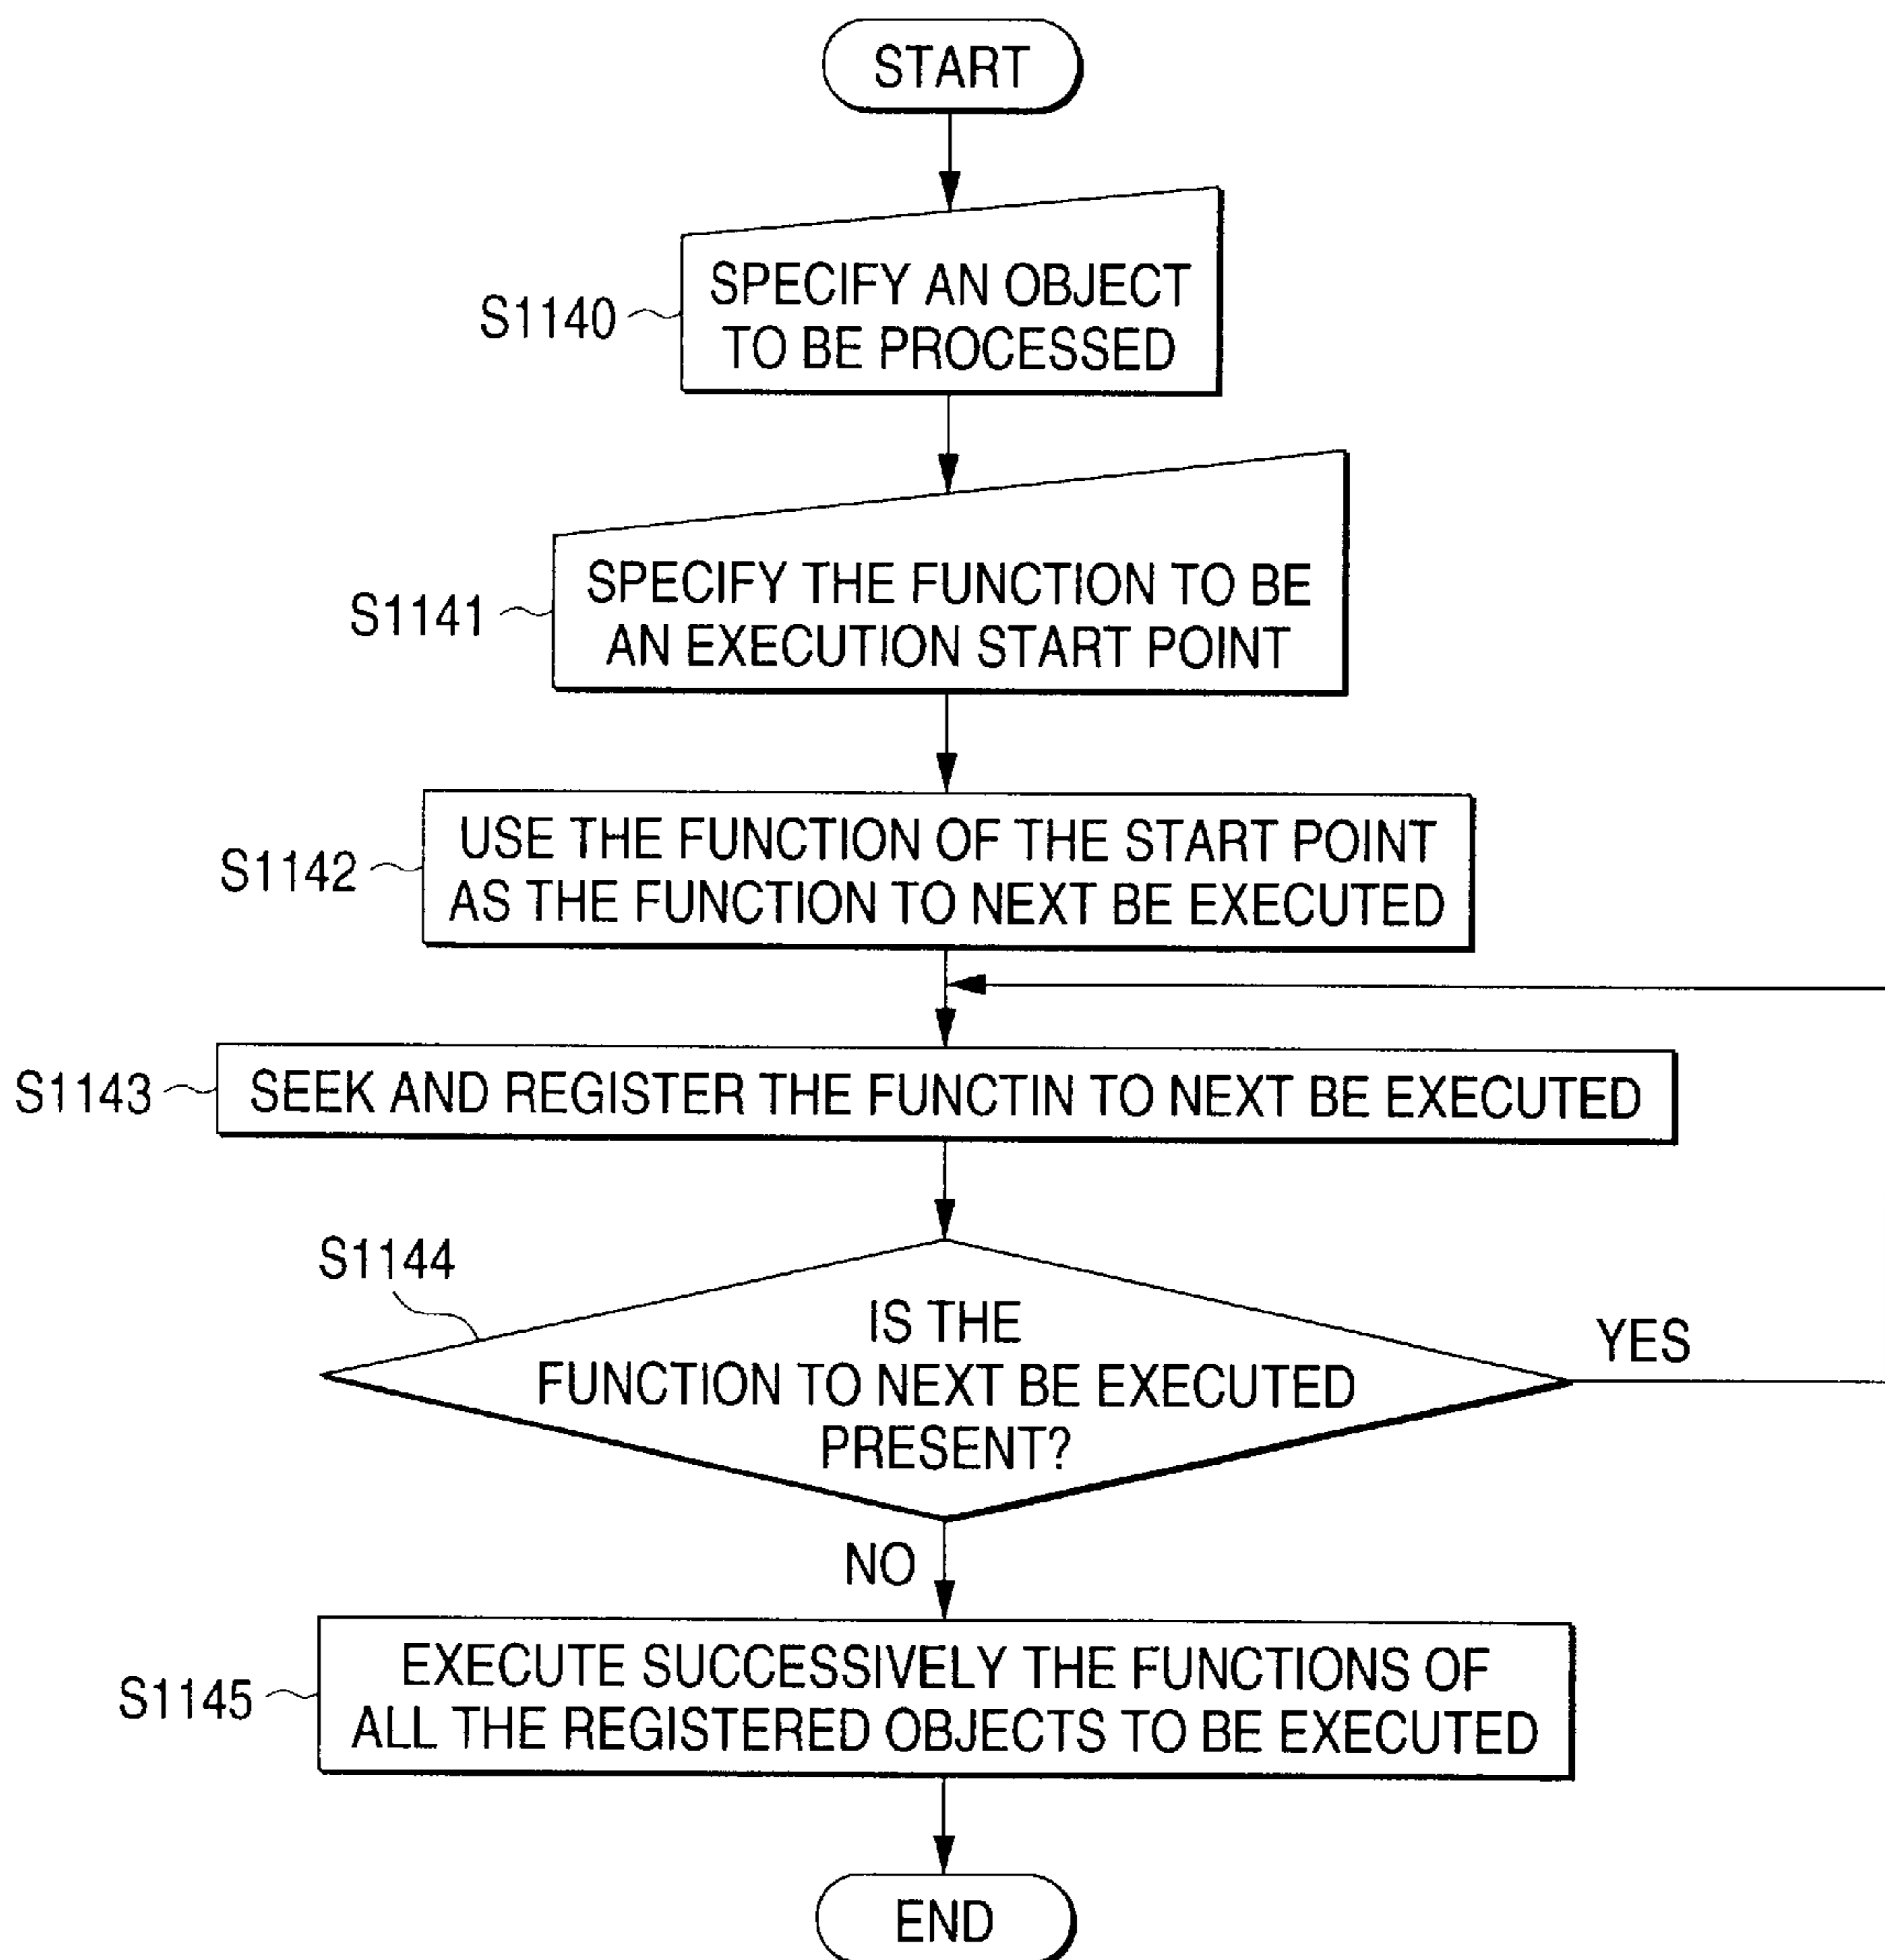 START
S1140
SPECIFY AN OBJECT
TO BE PROCESSED
S1141
SPECIFY THE FUNCTION TO BE
AN EXECUTION START POINT
S1142
USE THE FUNCTION OF THE START POINT
AS THE FUNCTION TO NEXT BE EXECUTED
S1143
SEEK AND REGISTER THE FUNCTIN TO NEXT BE EXECUTED
S1144
IS THE
FUNCTION TO NEXT BE EXECUTED
PRESENT?
YES
NO
S1145
EXECUTE SUCCESSIVELY THE FUNCTIONS OF
ALL THE REGISTERED OBJECTS TO BE EXECUTED
END